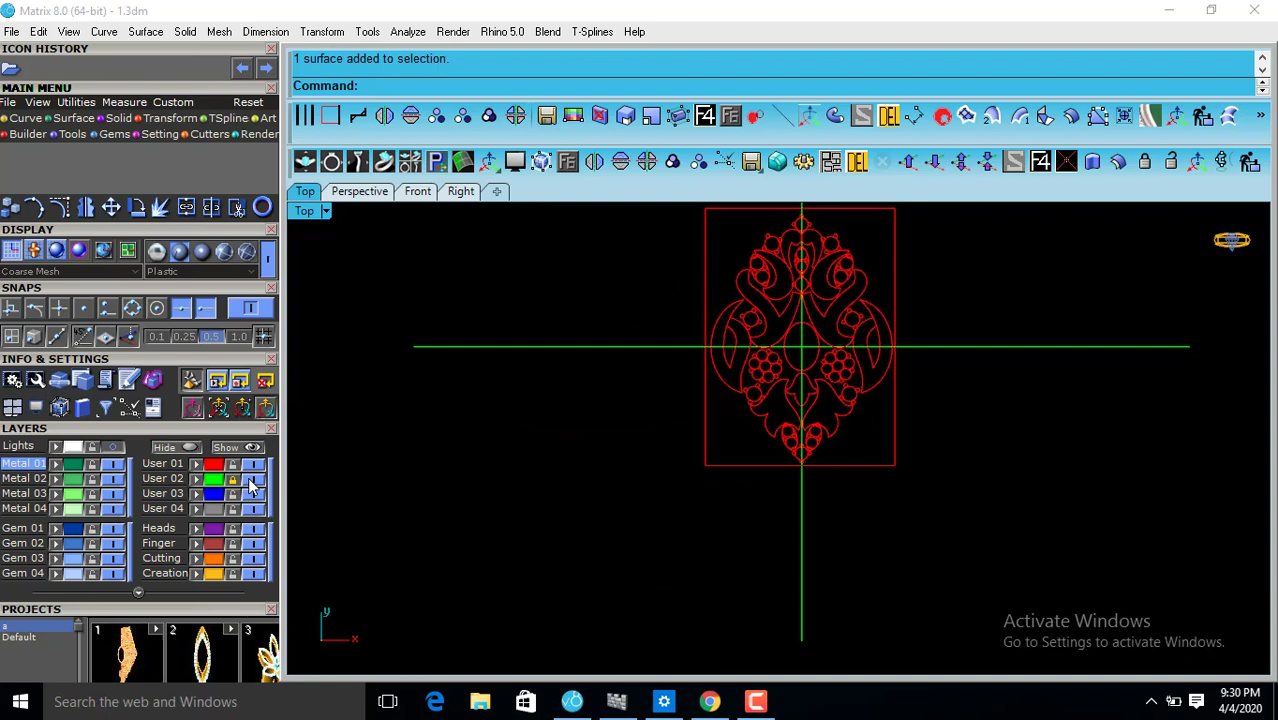 Matrix 8.0 (64-bit) - 1.3dm
File Edit View Curve Surface Solid Mesh Dimension Transform Tools Analyze Render Rhino 5.0 Blend T-Splines Help
ICON HISTORY
1 surface added to selection.
Command:
MAIN MENU
File View Utilities Measure Custom Reset
Curve Surface Solid Transform TSpline Art
Builder Tools Gems Setting Cutters Render
F4 FE DEL
FE DEL F4
Top Perspective Front Right
Top
DISPLAY
Coarse Mesh Plastic
SNAPS
0.1 0.25 0.5 1.0
INFO & SETTINGS
LAYERS
Lights Hide Show
Metal 01 User 01
Metal 02 User 02
Metal 03 User 03
Metal 04 User 04
Gem 01 Heads
Gem 02 Finger
Gem 03 Cutting
Gem 04 Creation
PROJECTS
a
Default
1 2 3
y
x
Activate Windows
Go to Settings to activate Windows.
Search the web and Windows
9:30 PM
4/4/2020